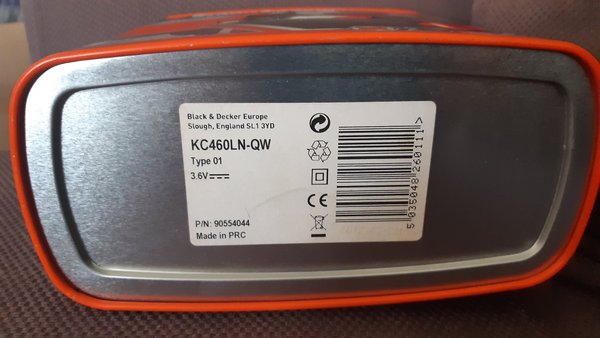 Black & Decker Europe
Slough, England SL1 3YD
KC460LN-QW
Type 01
3.6V
P/N: 90554044
Made in PRC
CE
5 035048 260111 >